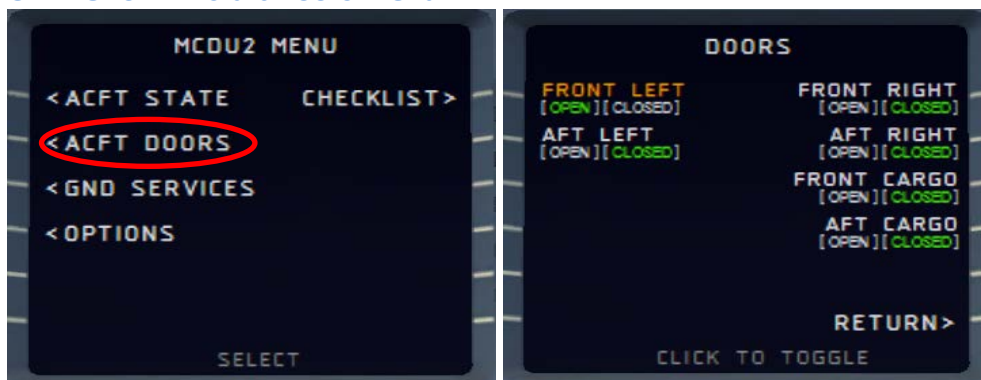 MCDU2 MENU
<ACFT STATE CHECKLIST>
<ACFT DOORS
<GND SERVICES
<OPTIONS
SELECT
DOORS
FRONT LEFT FRONT RIGHT
[OPEN][CLOSED] [OPEN][CLOSED]
AFT LEFT AFT RIGHT
[OPEN][CLOSED] [OPEN][CLOSED]
FRONT CARGO
[OPEN][CLOSED]
AFT CARGO
[OPEN][CLOSED]
RETURN>
CLICK TO TOGGLE